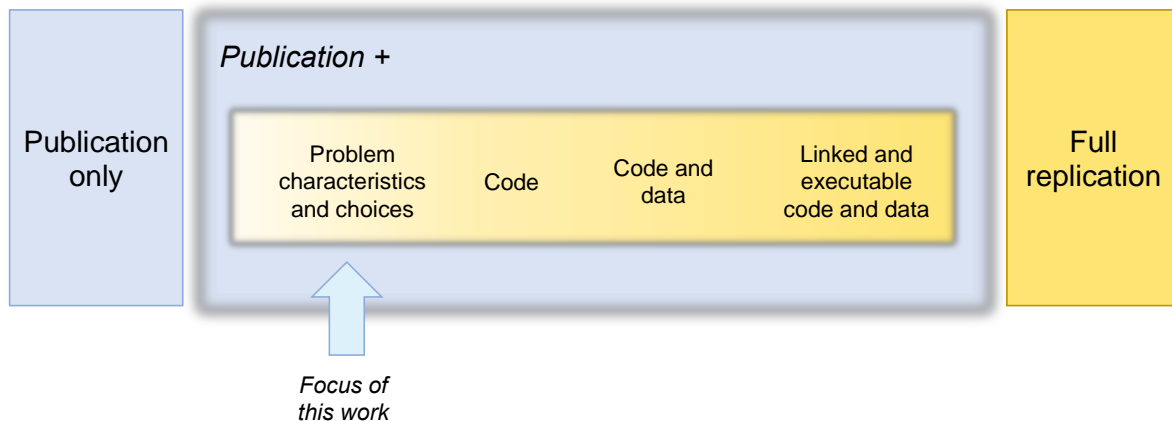 Publication
only
Publication +
Problem
characteristics
and choices
Code
Code and
data
Linked and
executable
code and data
Full
replication
Focus of
this work